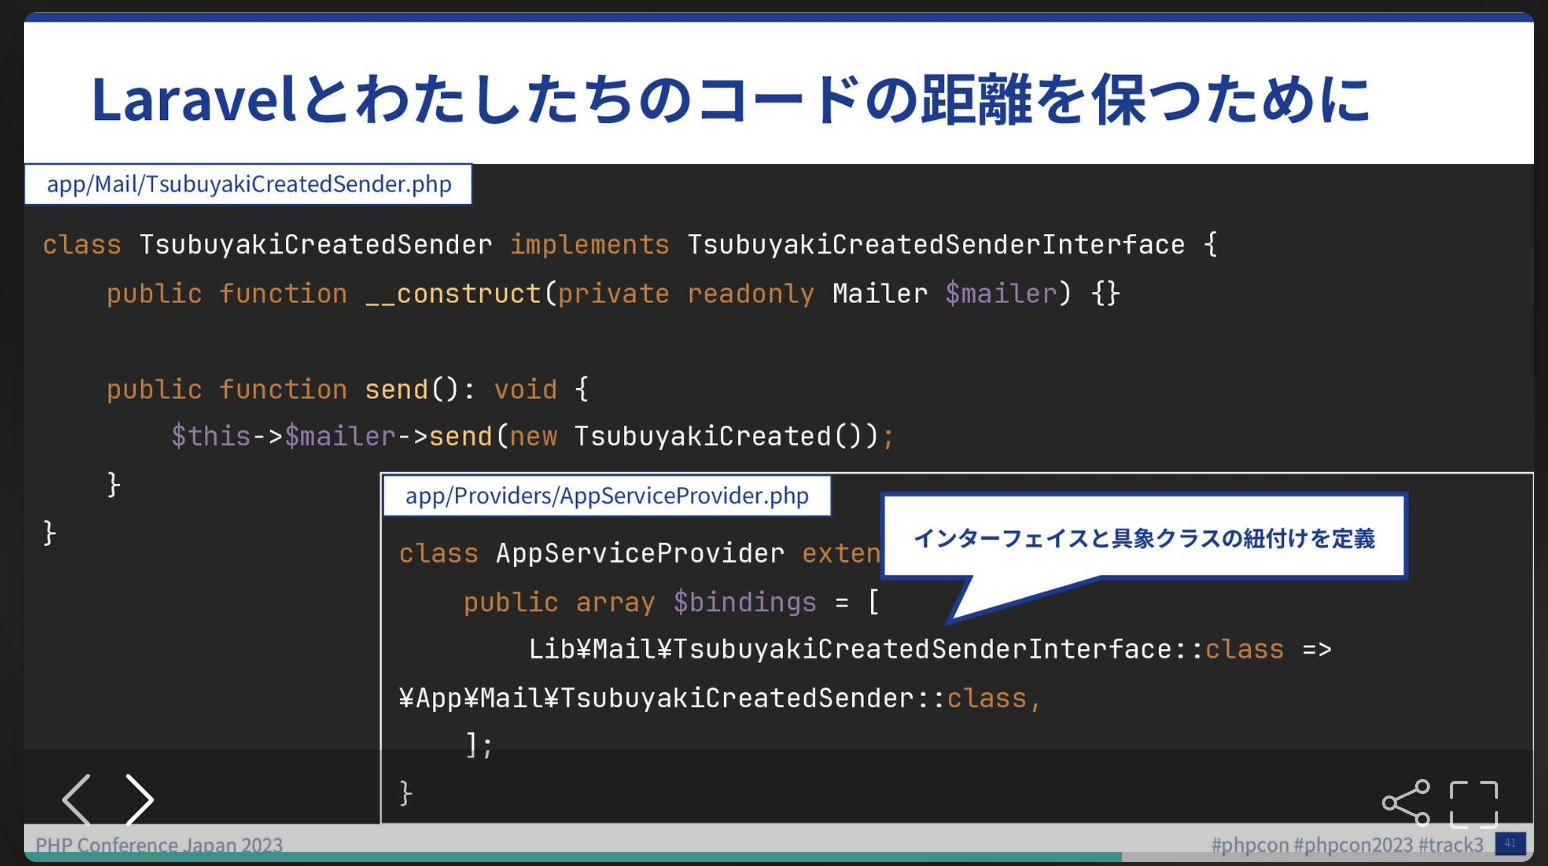 Laravelとわたしたちのコードの距離を保つために
app/Mail/TsubuyakiCreatedSender.php
class TsubuyakiCreatedSender implements TsubuyakiCreatedSenderInterface {
public function __construct(private readonly Mailer $mailer) {}
public function send(): void {
$this->$mailer->send(new TsubuyakiCreated());
}
}
app/Providers/AppServiceProvider.php
インターフェイスと具象クラスの紐付けを定義
class AppServiceProvider exten
public array $bindings = [
Lib¥Mail¥TsubuyakiCreatedSenderInterface::class =>
¥App¥Mail¥TsubuyakiCreatedSender::class,
];
}
PHP Conference Japan 2023
#phpcon #phpcon2023 #track3 41